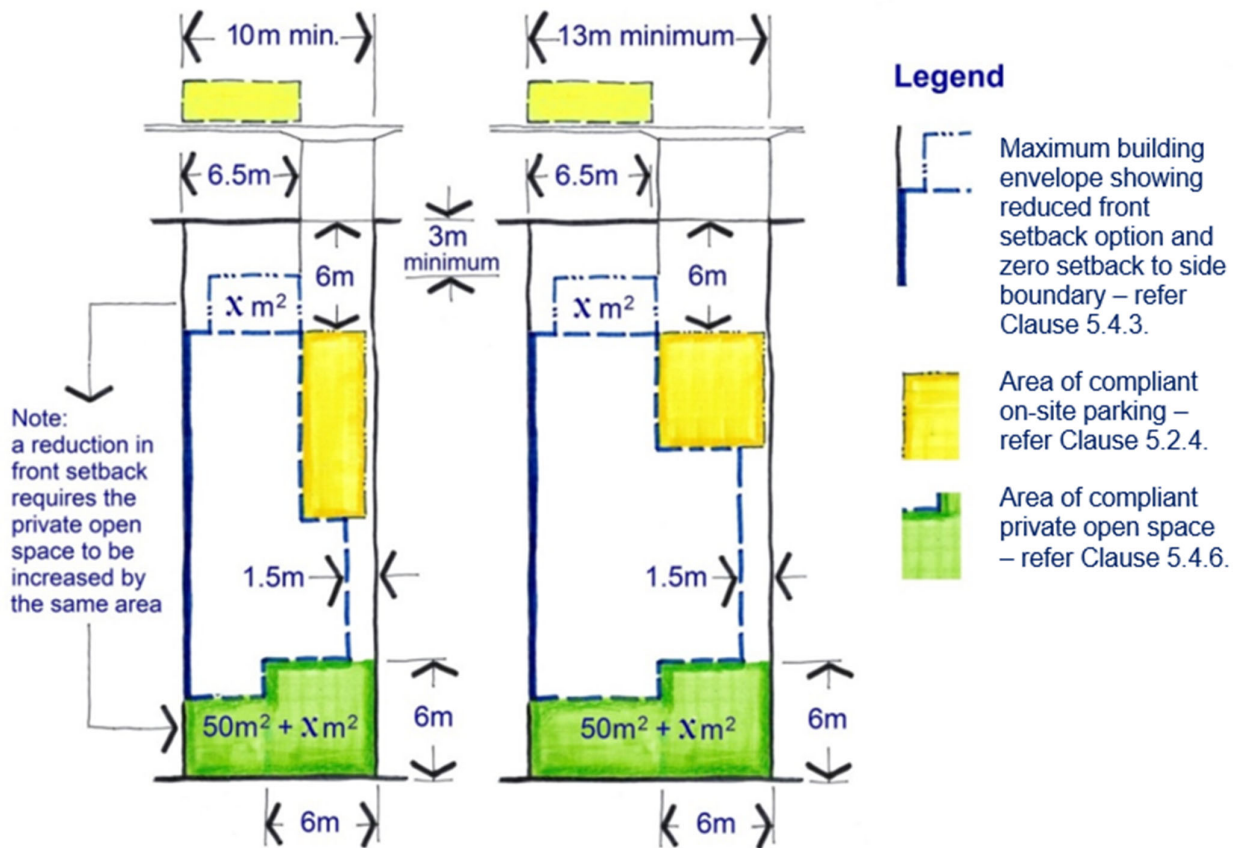 10m min.
13m minimum
6.5m
6.5m
3m
minimum
6m
6m
X m²
X m²
Note:
a reduction in
front setback
requires the
private open
space to be
increased by
the same area
1.5m
1.5m
50m² + X m²
50m² + X m²
6m
6m
6m
6m
Legend
Maximum building
envelope showing
reduced front
setback option and
zero setback to side
boundary – refer
Clause 5.4.3.
Area of compliant
on-site parking –
refer Clause 5.2.4.
Area of compliant
private open space
– refer Clause 5.4.6.